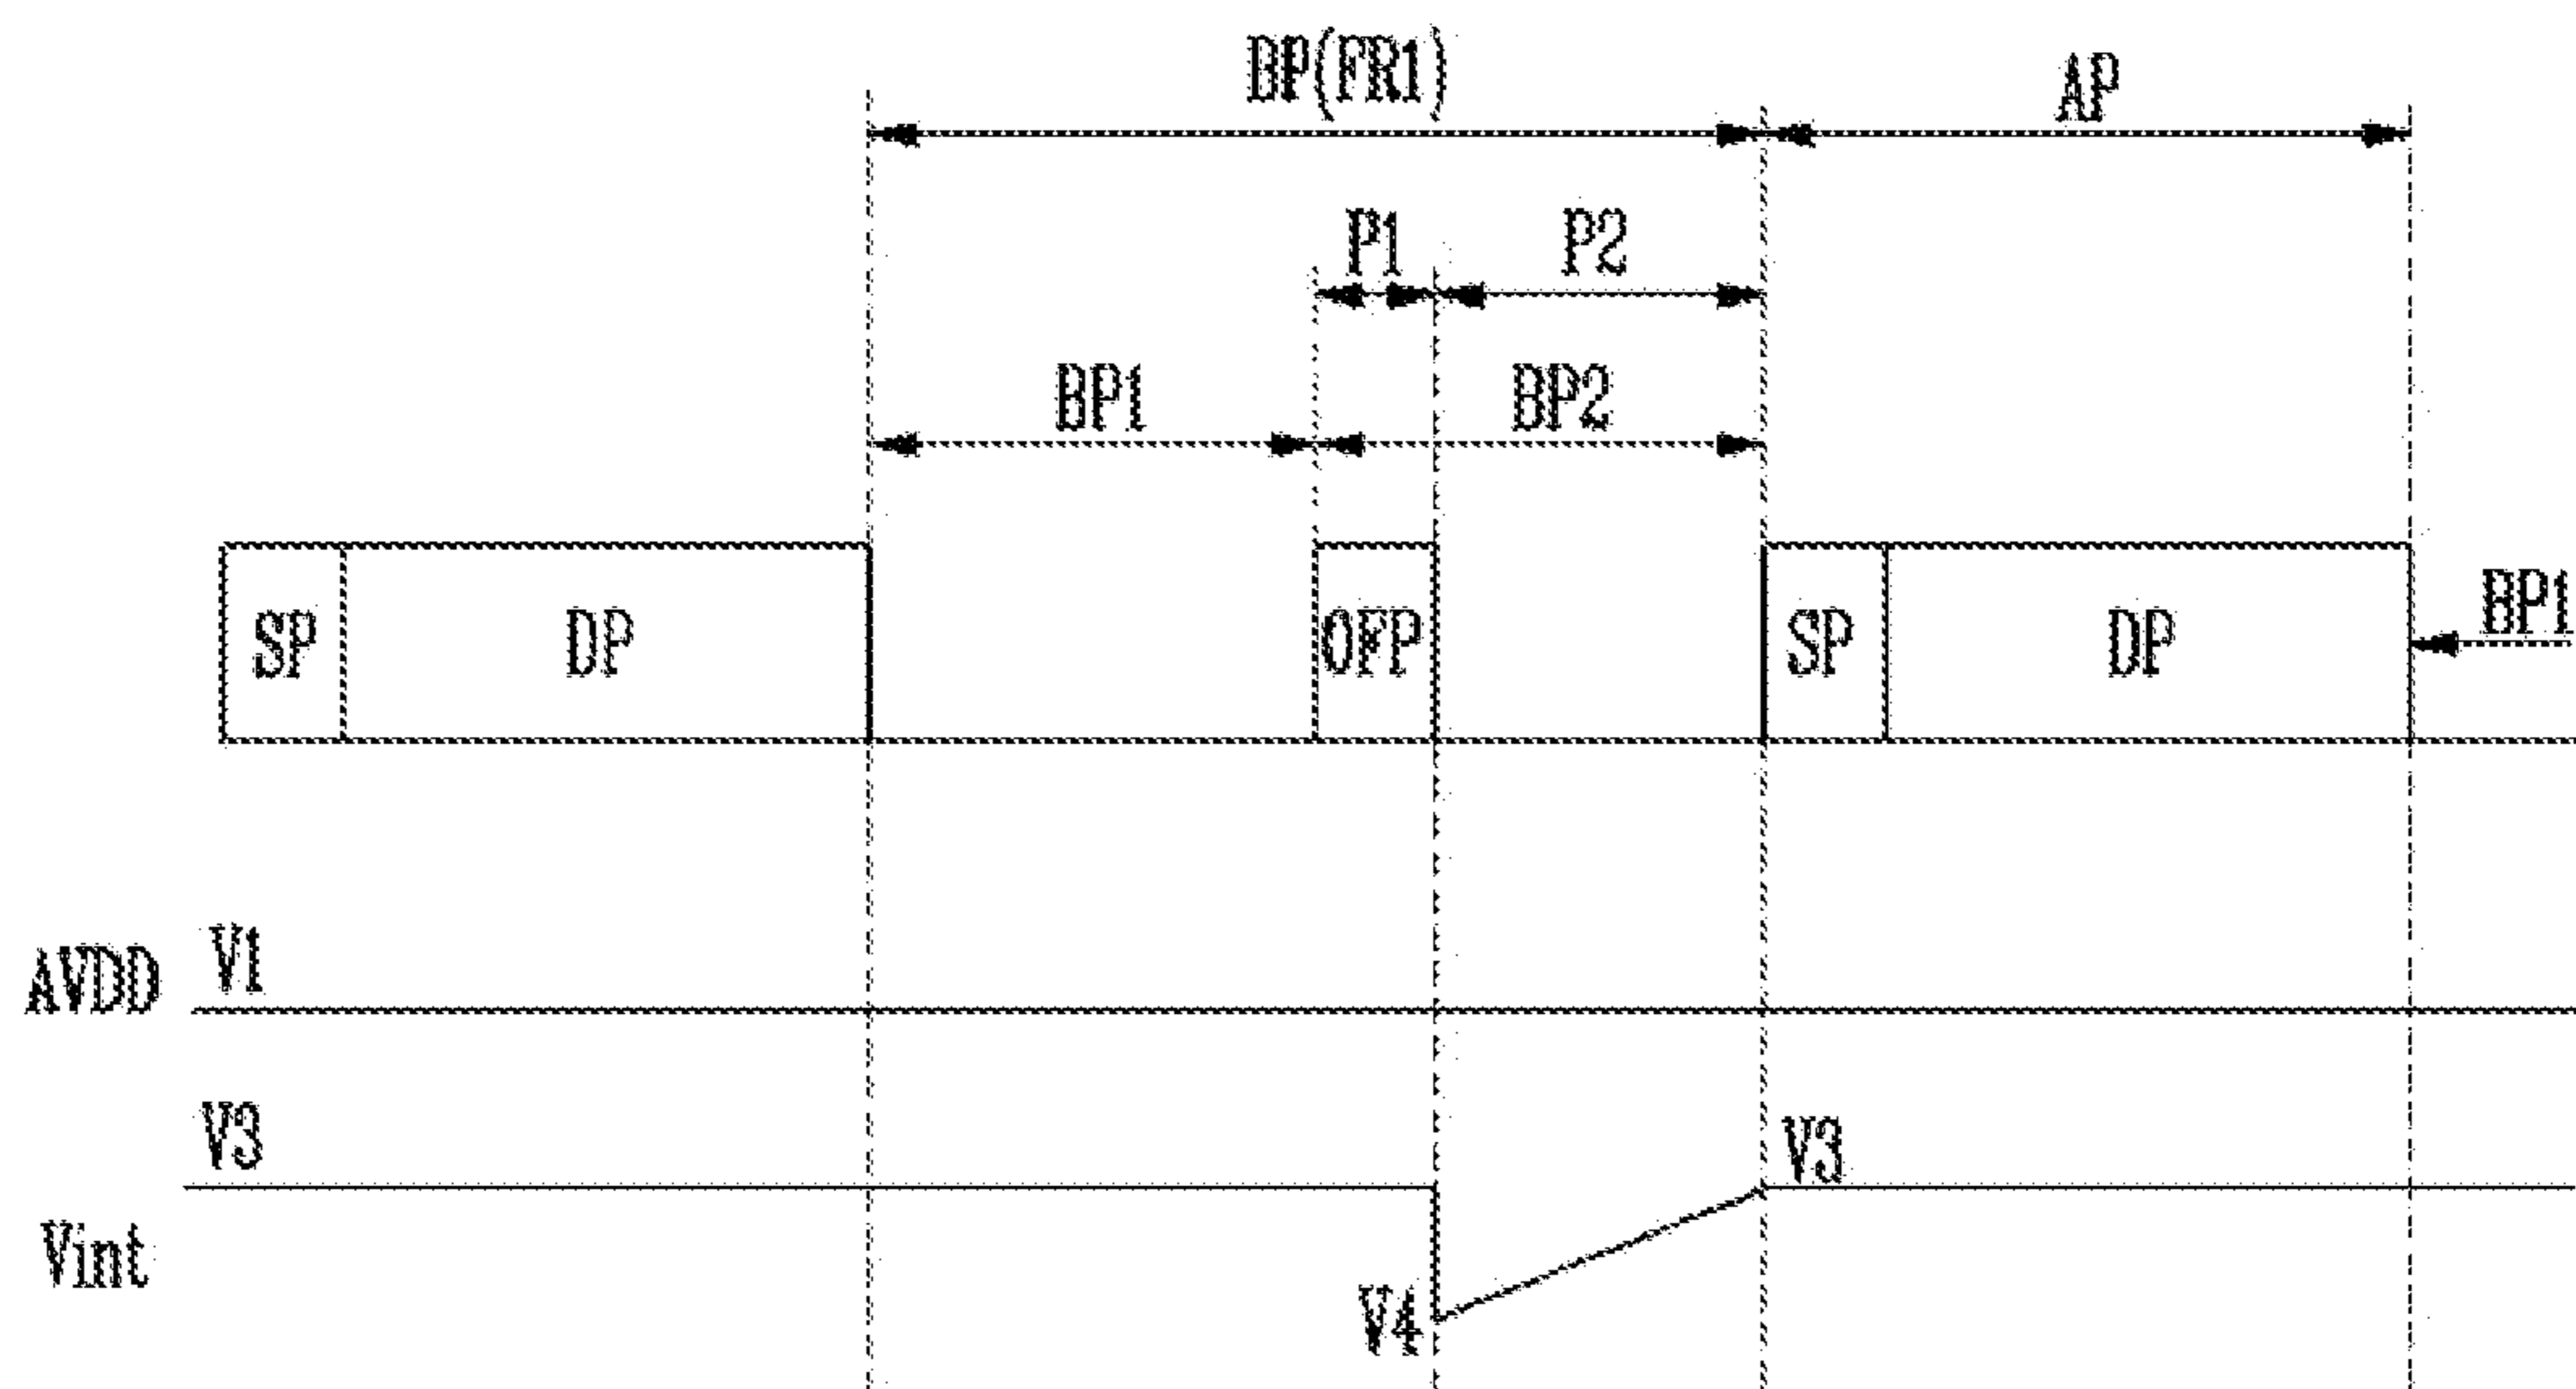 BP(FR1)
AP
P1
P2
BP1
BP2
SP
DP
OFP
SP
DP
BP1
AVDD
V1
V3
V3
Vint
V4